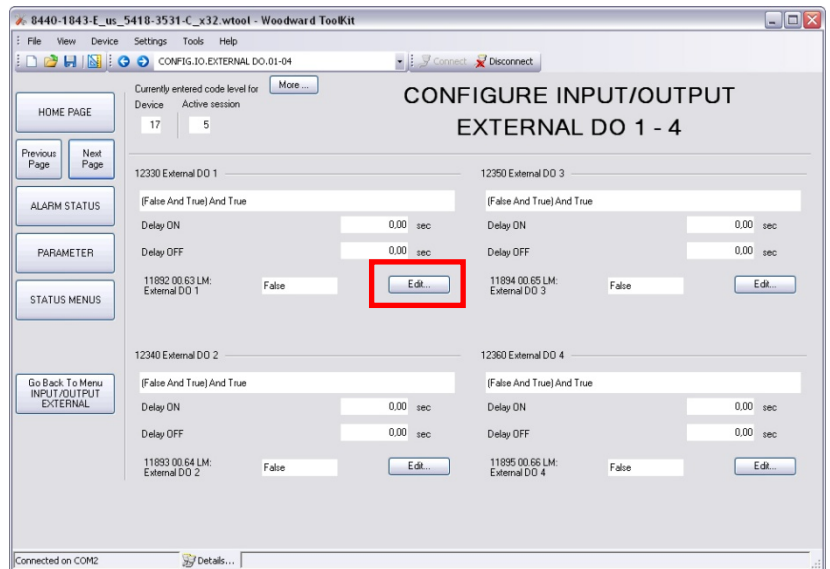 8440-1843-E_us_5418-3531-C_x32.wtool - Woodward ToolKit
File View Device Settings Tools Help
CONFIG.IO.EXTERNAL DO.01-04 Connect Disconnect
HOME PAGE
Previous Page
Next Page
ALARM STATUS
PARAMETER
STATUS MENUS
Go Back To Menu
INPUT/OUTPUT
EXTERNAL
Currently entered code level for More ...
Device Active session
17 5
CONFIGURE INPUT/OUTPUT
EXTERNAL DO 1 - 4
12330 External DO 1
(False And True) And True
Delay ON 0,00 sec
Delay OFF 0,00 sec
11892 00.63 LM:
External DO 1 False Edit...
12350 External DO 3
(False And True) And True
Delay ON 0,00 sec
Delay OFF 0,00 sec
11894 00.65 LM:
External DO 3 False Edit...
12340 External DO 2
(False And True) And True
Delay ON 0,00 sec
Delay OFF 0,00 sec
11893 00.64 LM:
External DO 2 False Edit...
12360 External DO 4
(False And True) And True
Delay ON 0,00 sec
Delay OFF 0,00 sec
11895 00.66 LM:
External DO 4 False Edit...
Connected on COM2 Details...